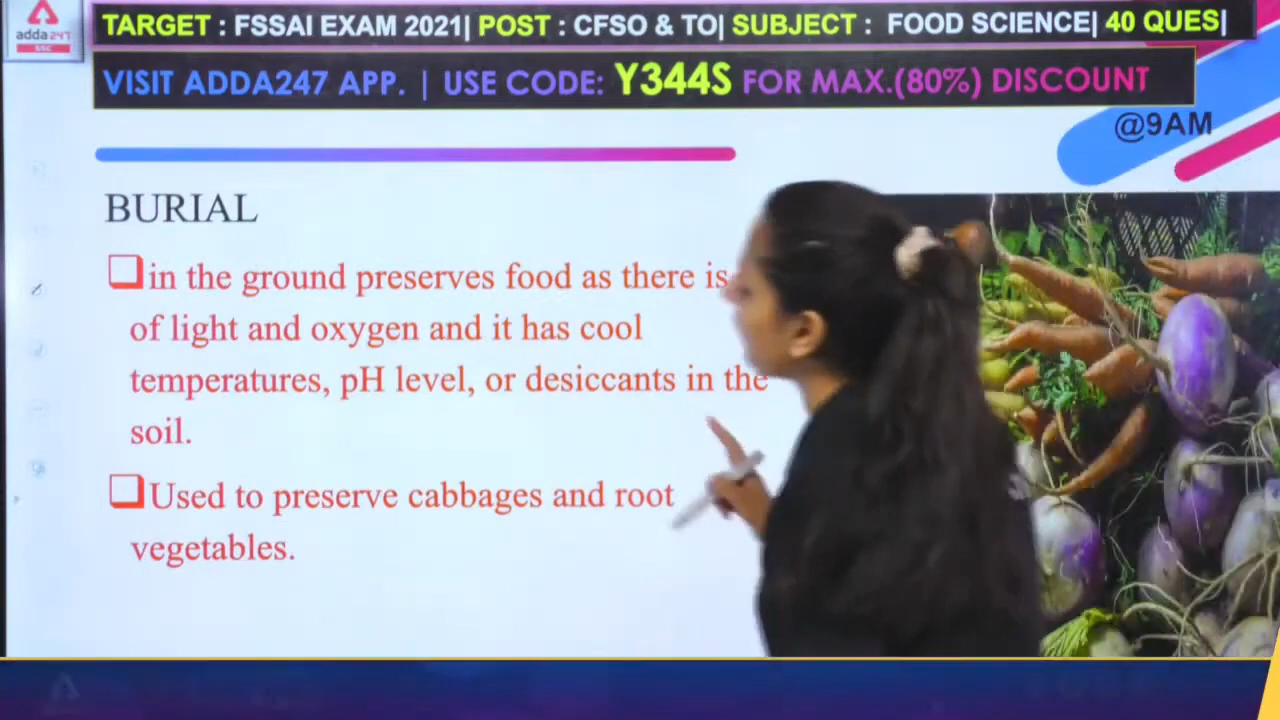 adda247
SSC
TARGET : FSSAI EXAM 2021| POST : CFSO & TO| SUBJECT : FOOD SCIENCE| 40 QUES|
VISIT ADDA247 APP. | USE CODE: Y344S FOR MAX.(80%) DISCOUNT
@9AM
BURIAL
in the ground preserves food as there is
of light and oxygen and it has cool
temperatures, pH level, or desiccants in the
soil.
Used to preserve cabbages and root
vegetables.